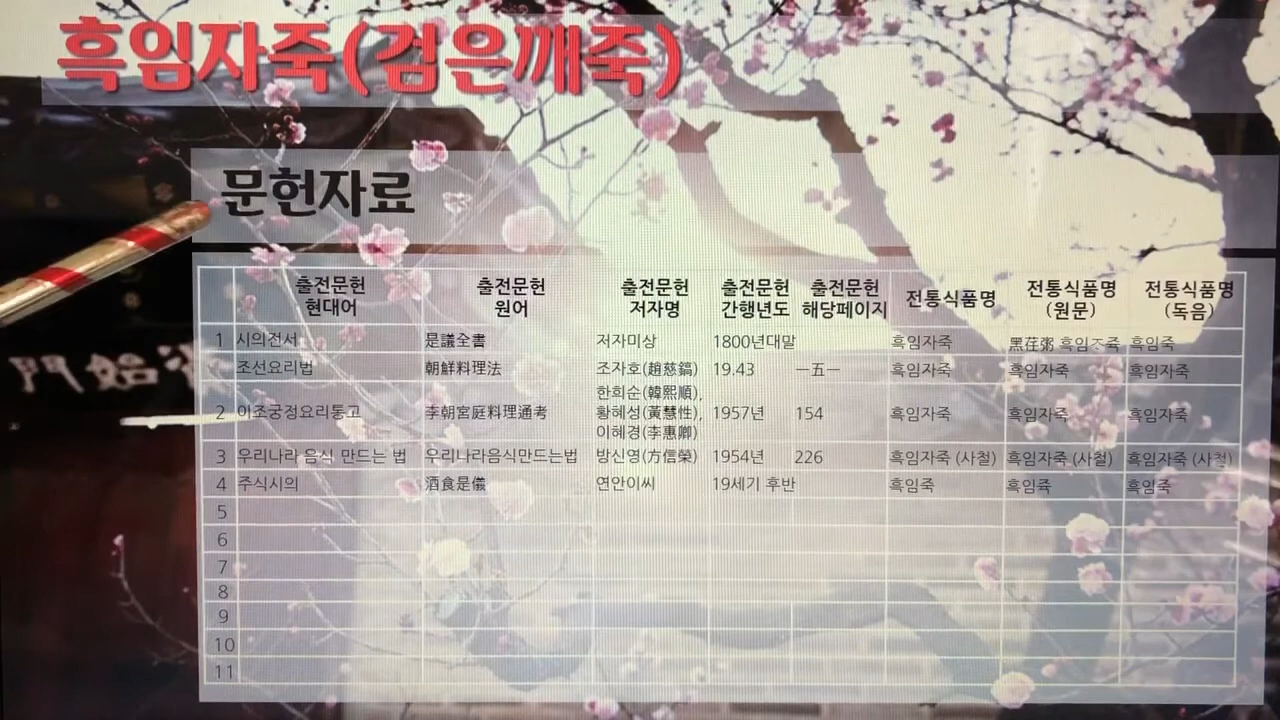 흑임자죽(검은깨죽)
문헌자료
출전문헌 현대어 출전문헌 원어 출전문헌 저자명 출전문헌 간행년도 출전문헌 해당페이지 전통식품명 전통식품명 (원문) 전통식품명 (독음)
1 시의전서 是議全書 저자미상 1800년대말 흑임자죽 黑荏粥 흑임ᄌᆞ죽 흑임죽
조선요리법 朝鮮料理法 조자호(趙慈鎬) 19.43 一五一 흑임자죽 흑임자죽 흑임자죽
2 이조궁정요리통고 李朝宮庭料理通考 한희순(韓熙順), 황혜성(黃慧性), 이혜경(李惠卿) 1957년 154 흑임자죽 흑임자죽 흑임자죽
3 우리나라 음식 만드는 법 우리나라음식만드는법 방신영(方信榮) 1954년 226 흑임자죽 (사철) 흑임자죽 (사철) 흑임자죽 (사철)
4 주식시의 酒食是儀 연안이씨 19세기 후반 흑임죽 흑임쥭 흑임죽
5
6
7
8
9
10
11
門始